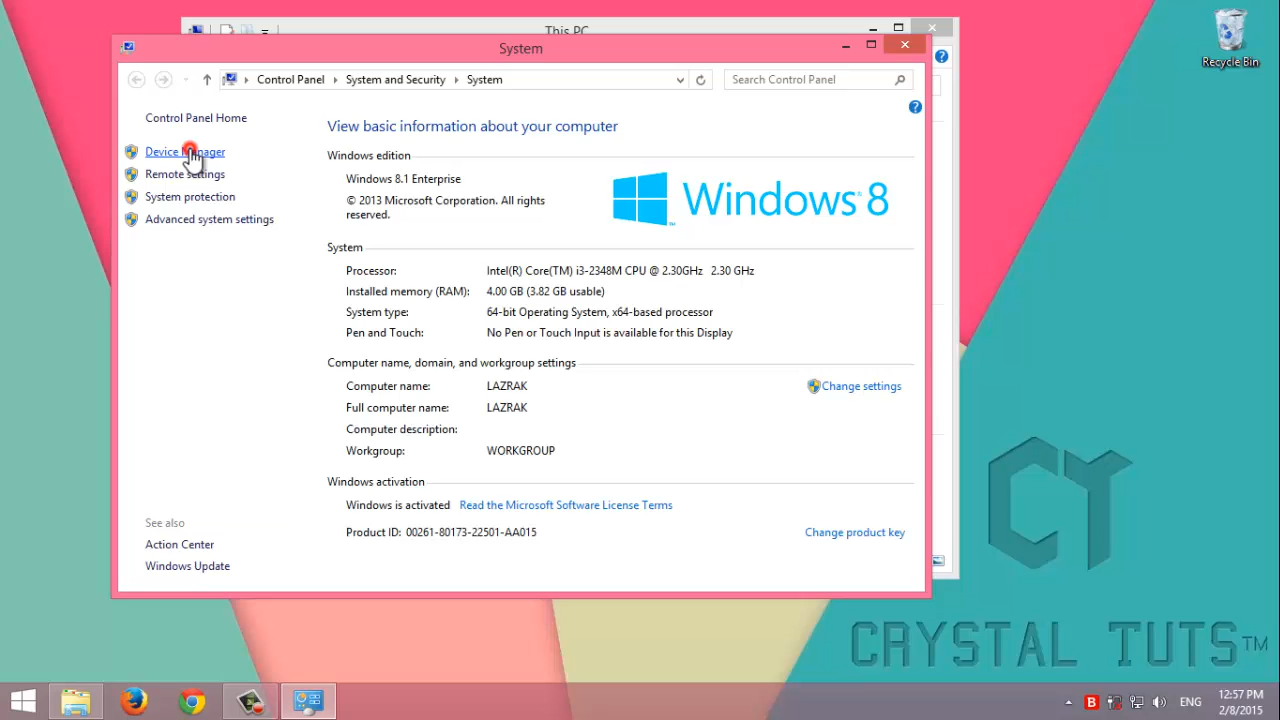 This PC
System
Control Panel System and Security System
Search Control Panel
Control Panel Home
Device Manager
Remote settings
System protection
Advanced system settings
See also
Action Center
Windows Update
View basic information about your computer
Windows edition
Windows 8.1 Enterprise
© 2013 Microsoft Corporation. All rights
reserved.
Windows 8
System
Processor: Intel(R) Core(TM) i3-2348M CPU @ 2.30GHz 2.30 GHz
Installed memory (RAM): 4.00 GB (3.82 GB usable)
System type: 64-bit Operating System, x64-based processor
Pen and Touch: No Pen or Touch Input is available for this Display
Computer name, domain, and workgroup settings
Computer name: LAZRAK
Change settings
Full computer name: LAZRAK
Computer description:
Workgroup: WORKGROUP
Windows activation
Windows is activated Read the Microsoft Software License Terms
Product ID: 00261-80173-22501-AA015
Change product key
Recycle Bin
CT
CRYSTAL TUTS™
B
ENG
12:57 PM
2/8/2015